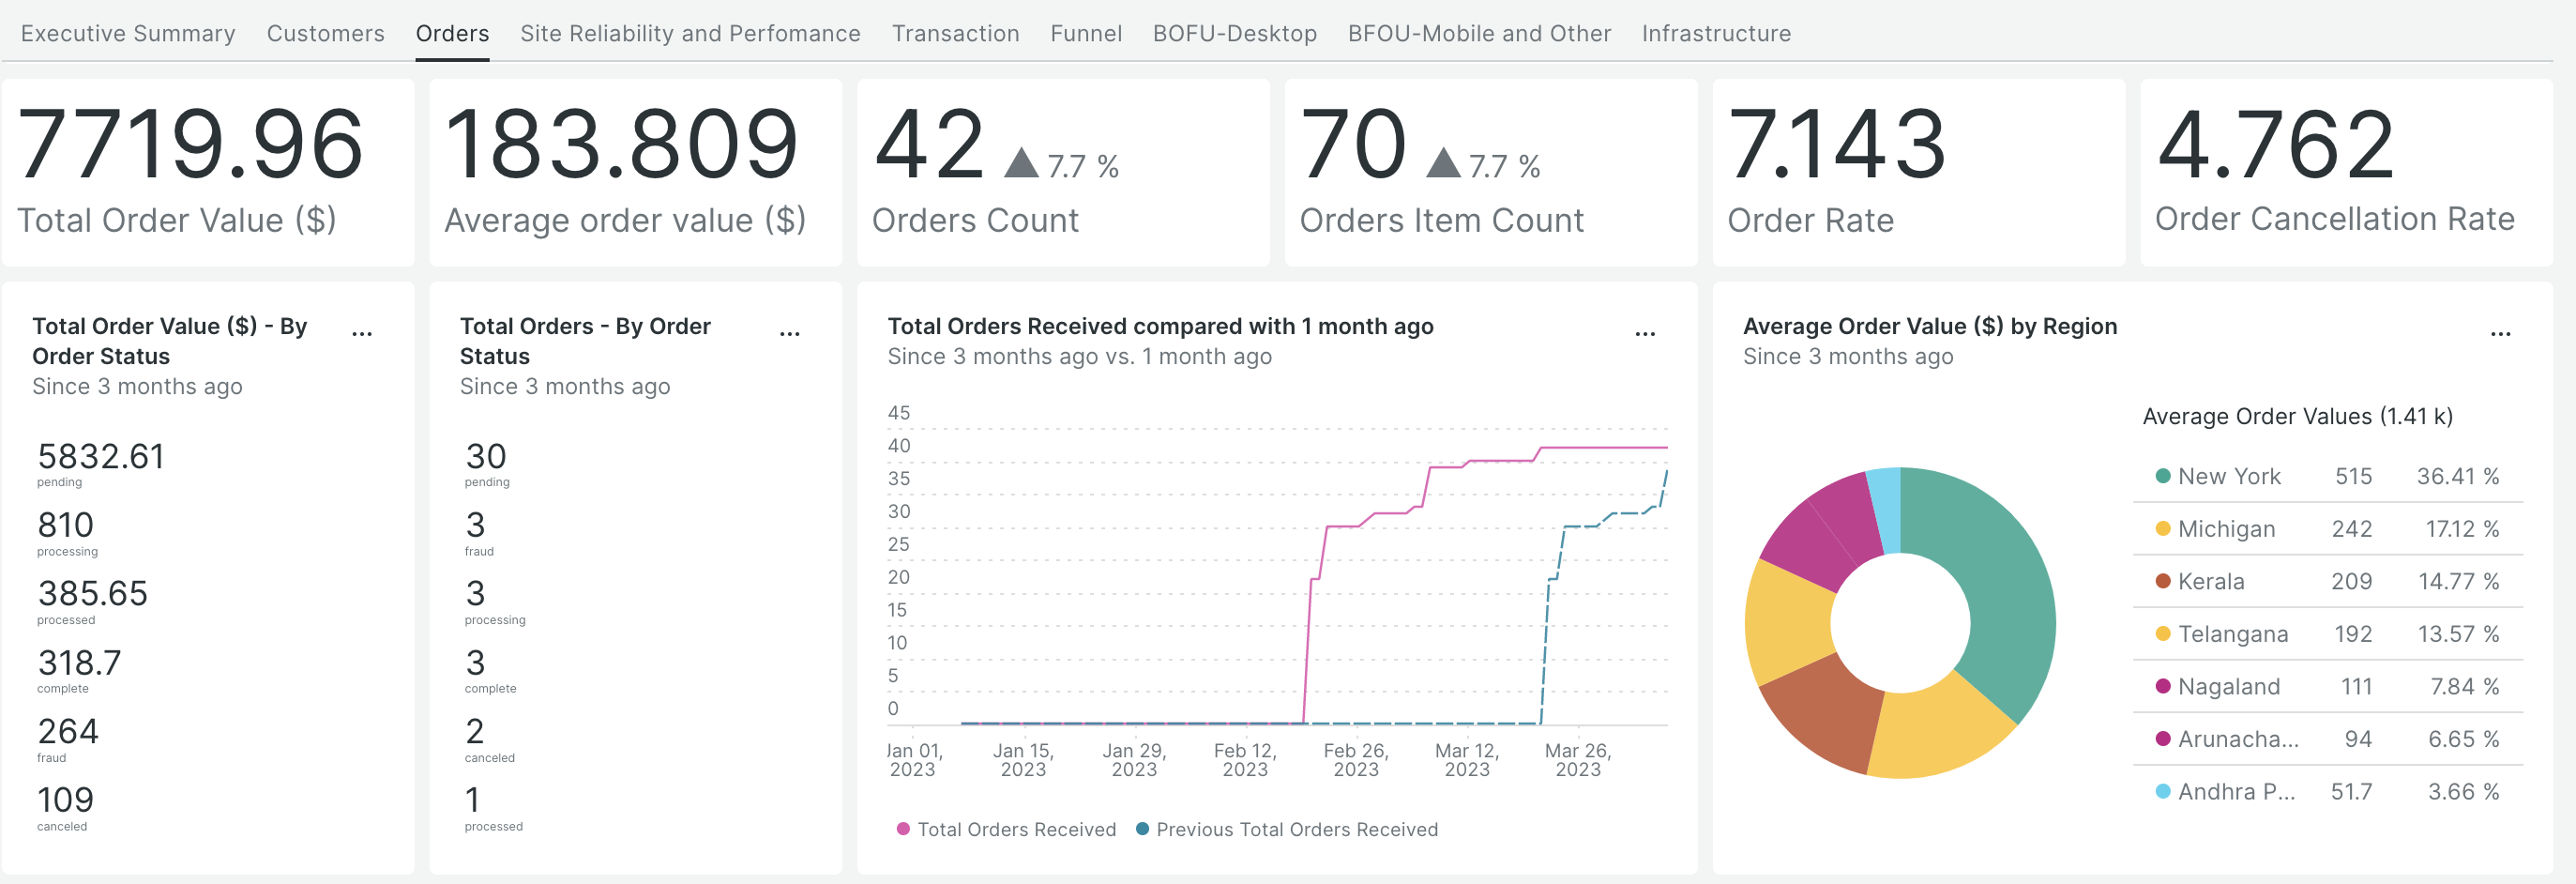 Executive Summary Customers Orders Site Reliability and Perfomance Transaction Funnel BOFU-Desktop BFOU-Mobile and Other Infrastructure
7719.96
Total Order Value ($)
183.809
Average order value ($)
42 ▲ 7.7 %
Orders Count
70 ▲ 7.7 %
Orders Item Count
7.143
Order Rate
4.762
Order Cancellation Rate
Total Order Value ($) - By
Order Status
...
Since 3 months ago
5832.61
pending
810
processing
385.65
processed
318.7
complete
264
fraud
109
canceled
Total Orders - By Order
Status
...
Since 3 months ago
30
pending
3
fraud
3
processing
3
complete
2
canceled
1
processed
Total Orders Received compared with 1 month ago
...
Since 3 months ago vs. 1 month ago
45
40
35
30
25
20
15
10
5
0
Jan 01,
2023
Jan 15,
2023
Jan 29,
2023
Feb 12,
2023
Feb 26,
2023
Mar 12,
2023
Mar 26,
2023
Total Orders Received Previous Total Orders Received
Average Order Value ($) by Region
...
Since 3 months ago
Average Order Values (1.41 k)
New York 515 36.41 %
Michigan 242 17.12 %
Kerala 209 14.77 %
Telangana 192 13.57 %
Nagaland 111 7.84 %
Arunacha... 94 6.65 %
Andhra P... 51.7 3.66 %